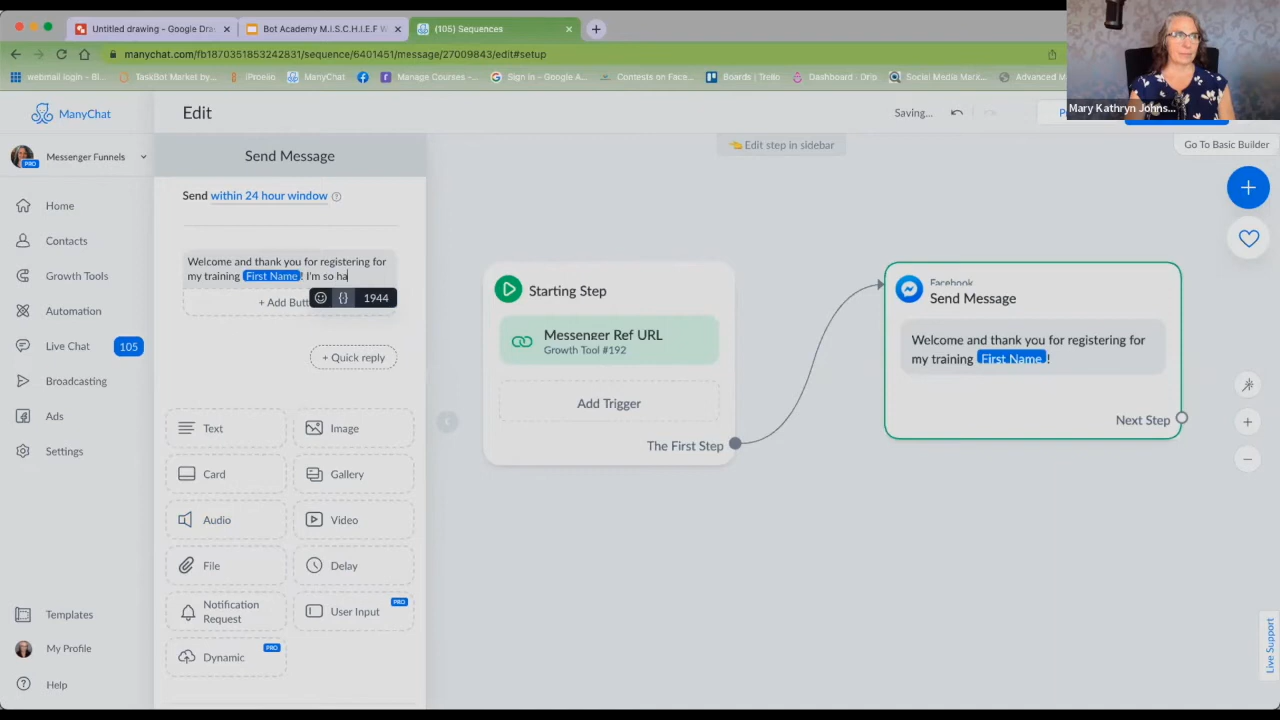 Untitled drawing - Google Dra
Bot Academy M.I.S.C.H.I.E.F W
(105) Sequences
manychat.com/fb1870351853242831/sequence/6401451/message/27009843/edit#setup
webmail login - Bl...
TaskBot Market by...
iProello
ManyChat
Manage Courses -...
Sign in - Google A...
Contests on Faceb...
Boards | Trello
Dashboard · Drip
Social Media Mark...
Advanced M
Mary Kathryn Johns...
ManyChat
Edit
Saving...
Messenger Funnels
PRO
Send Message
👈 Edit step in sidebar
Go To Basic Builder
Home
Contacts
Growth Tools
Automation
Live Chat
105
Broadcasting
Ads
Settings
Templates
My Profile
Help
Send within 24 hour window
Welcome and thank you for registering for
my training First Name ! I'm so ha
+ Add Butt
{} 1944
+ Quick reply
Text
Image
Card
Gallery
Audio
Video
File
Delay
Notification
Request
User Input
PRO
Dynamic
PRO
Starting Step
Messenger Ref URL
Growth Tool #192
Add Trigger
The First Step
Facebook
Send Message
Welcome and thank you for registering for
my training First Name !
Next Step
Live Support